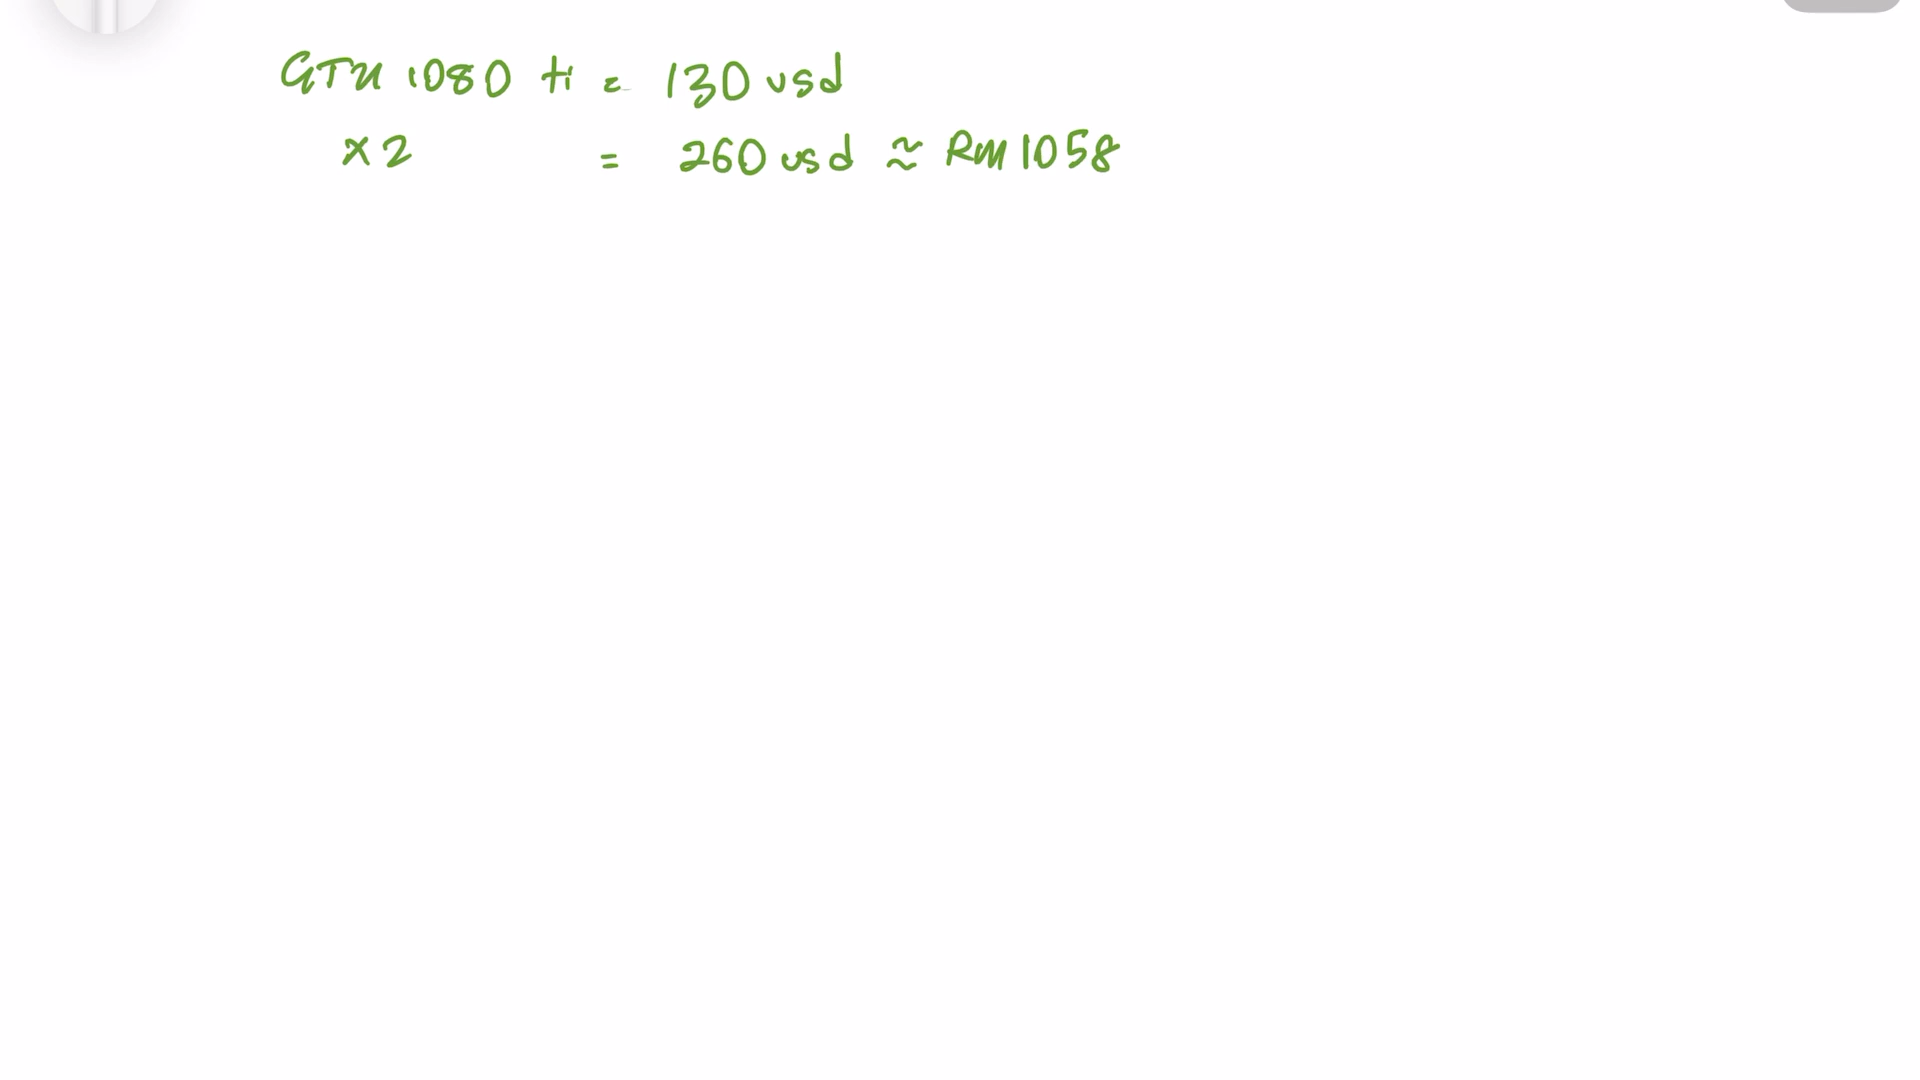 GTX 1080 ti = 130 usd
x2 = 260 usd ≈ RM 1058